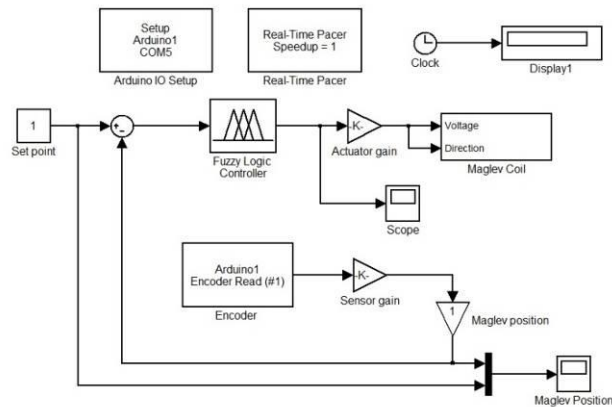 Setup
Arduino1
COM5
Arduino IO Setup
Real-Time Pacer
Speedup = 1
Real-Time Pacer
Clock
Display1
1
Set point
Fuzzy Logic
Controller
-K-
Actuator gain
Voltage
Direction
Maglev Coil
Scope
Arduino1
Encoder Read (#1)
Encoder
-K-
Sensor gain
1
Maglev position
Maglev Position